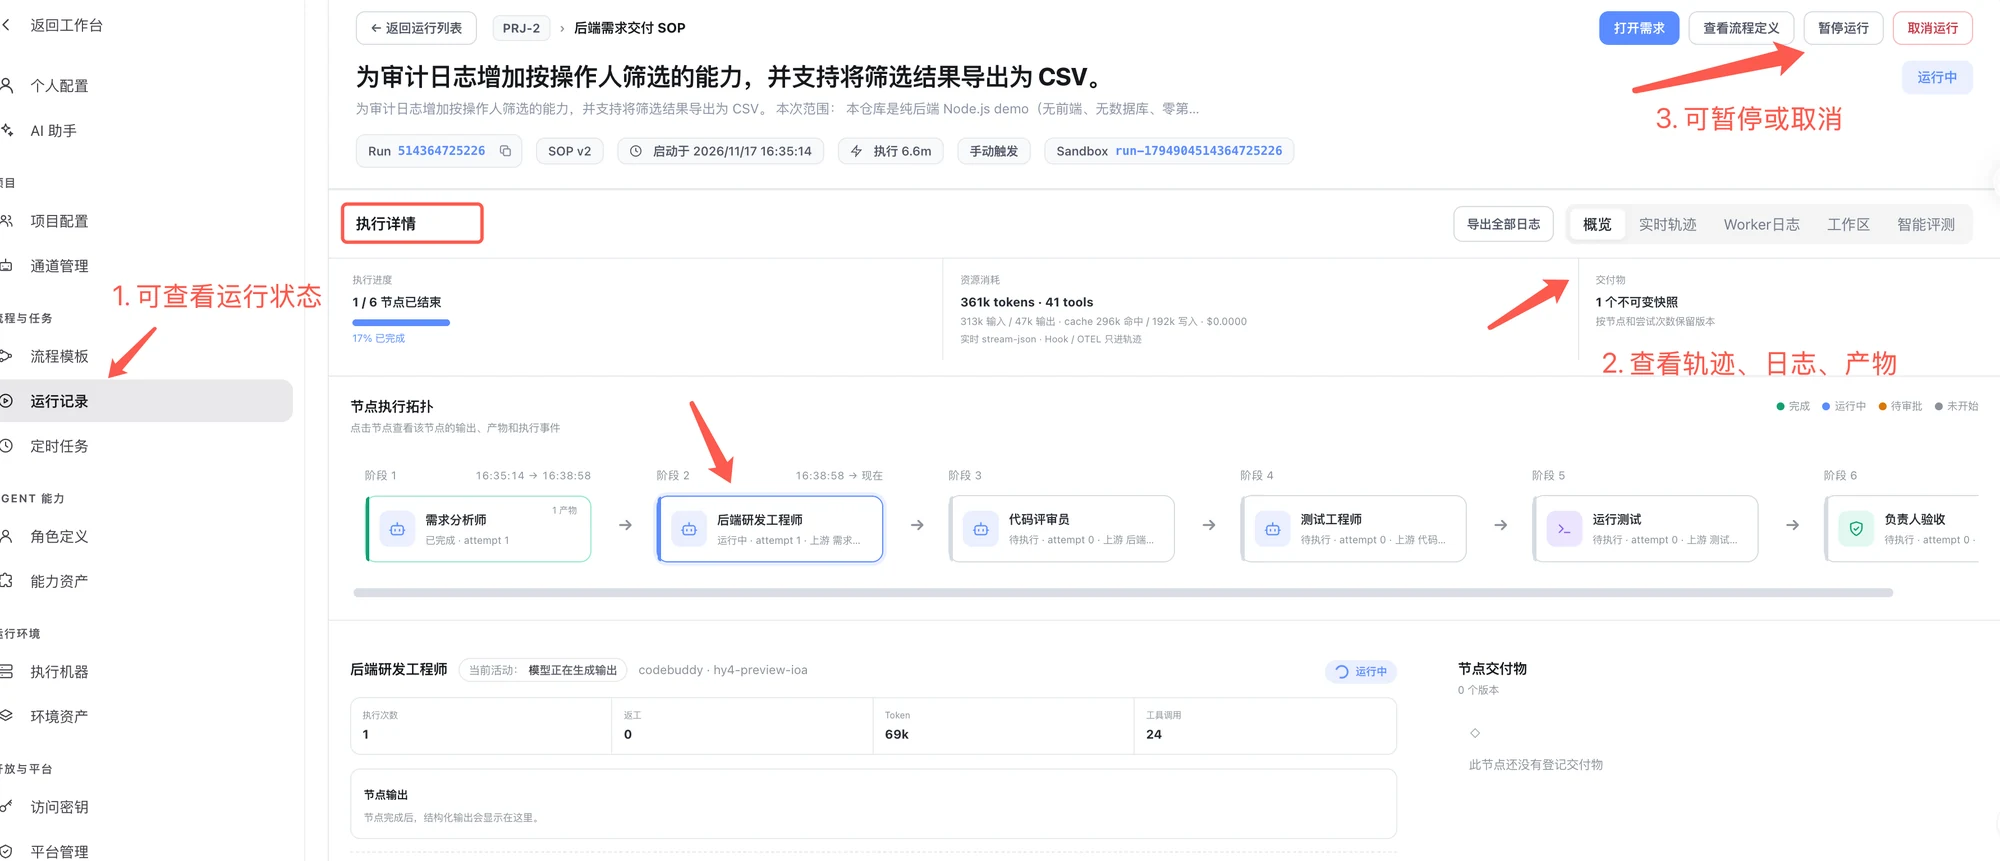 返回工作台
个人配置
AI 助手
项目
项目配置
通道管理
1. 可查看运行状态
流程与任务
流程模板
运行记录
定时任务
AGENT 能力
角色定义
能力资产
运行环境
执行机器
环境资产
开放与平台
访问密钥
平台管理
← 返回运行列表 PRJ-2 › 后端需求交付 SOP
打开需求 查看流程定义 暂停运行 取消运行
为审计日志增加按操作人筛选的能力，并支持将筛选结果导出为 CSV。
运行中
为审计日志增加按操作人筛选的能力，并支持将筛选结果导出为 CSV。 本次范围： 本仓库是纯后端 Node.js demo（无前端、无数据库、零第...
3. 可暂停或取消
Run 514364725226 SOP v2 启动于 2026/11/17 16:35:14 执行 6.6m 手动触发 Sandbox run-1794904514364725226
执行详情
导出全部日志 概览 实时轨迹 Worker日志 工作区 智能评测
执行进度
1 / 6 节点已结束
17% 已完成
资源消耗
361k tokens · 41 tools
313k 输入 / 47k 输出 · cache 296k 命中 / 192k 写入 · $0.0000
实时 stream-json · Hook / OTEL 只进轨迹
交付物
1 个不可变快照
按节点和尝试次数保留版本
2. 查看轨迹、日志、产物
节点执行拓扑
点击节点查看该节点的输出、产物和执行事件
完成 运行中 待审批 未开始
阶段 1 16:35:14 → 16:38:58
需求分析师 1 产物
已完成 · attempt 1
阶段 2 16:38:58 → 现在
后端研发工程师
运行中 · attempt 1 · 上游 需求...
阶段 3
代码评审员
待执行 · attempt 0 · 上游 后端...
阶段 4
测试工程师
待执行 · attempt 0 · 上游 代码...
阶段 5
运行测试
待执行 · attempt 0 · 上游 测试...
阶段 6
负责人验收
待执行 · attempt 0 ·
后端研发工程师 当前活动： 模型正在生成输出 codebuddy · hy4-preview-ioa 运行中
执行次数
1
返工
0
Token
69k
工具调用
24
节点输出
节点完成后，结构化输出会显示在这里。
节点交付物
0 个版本
此节点还没有登记交付物